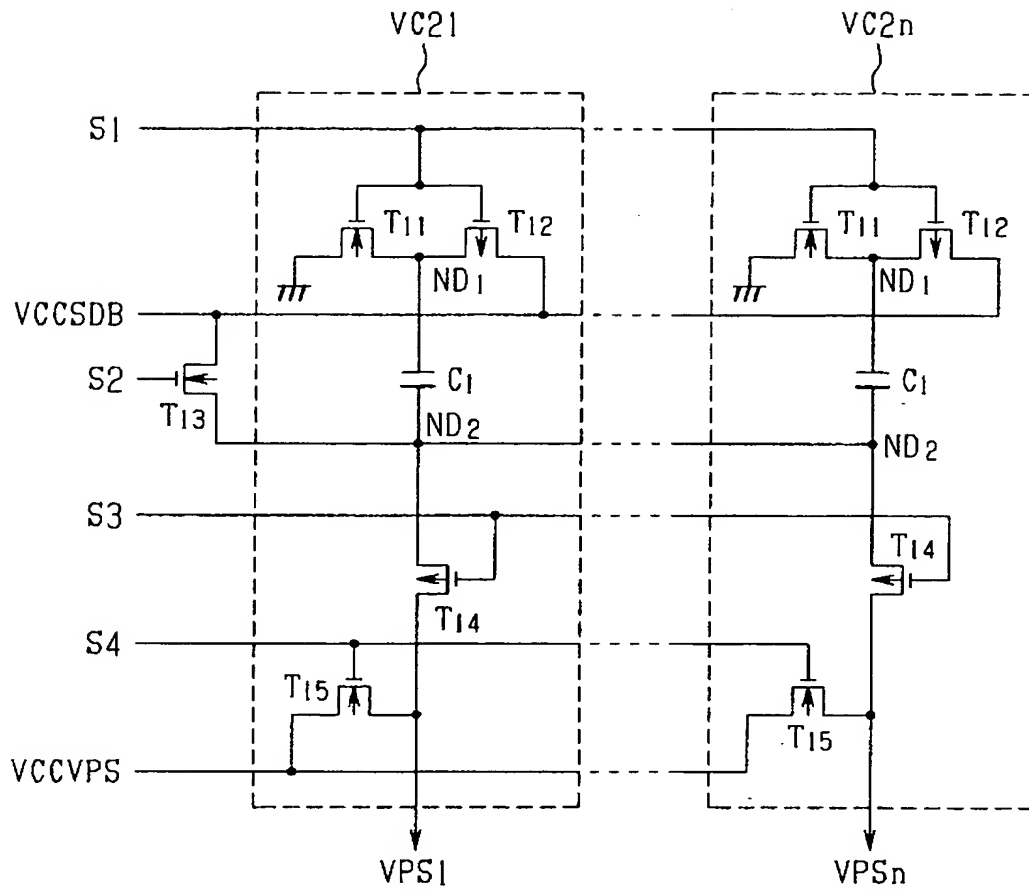 VC21 VC2n
S1
T11 T12 T11 T12
ND1 ND1
VCCSDB
S2 C1 C1
T13
ND2 ND2
S3
T14
T14
S4
T15
T15
VCCVPS
VPS1 VPSn